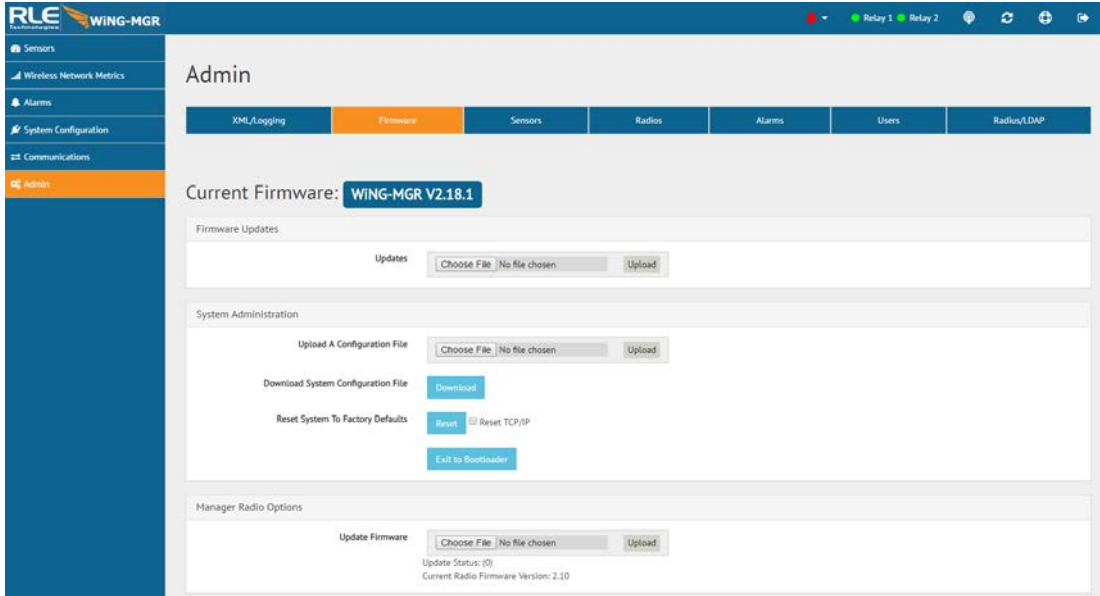 RLE WiNG-MGR
Technologies
Relay 1 Relay 2
Sensors
Wireless Network Metrics
Alarms
System Configuration
Communications
Admin
Admin
XML/Logging Firmware Sensors Radios Alarms Users Radius/LDAP
Current Firmware: WiNG-MGR V2.18.1
Firmware Updates
Updates Choose File No file chosen Upload
System Administration
Upload A Configuration File Choose File No file chosen Upload
Download System Configuration File Download
Reset System To Factory Defaults Reset Reset TCP/IP
Exit to Bootloader
Manager Radio Options
Update Firmware Choose File No file chosen Upload
Update Status: (0)
Current Radio Firmware Version: 2.10